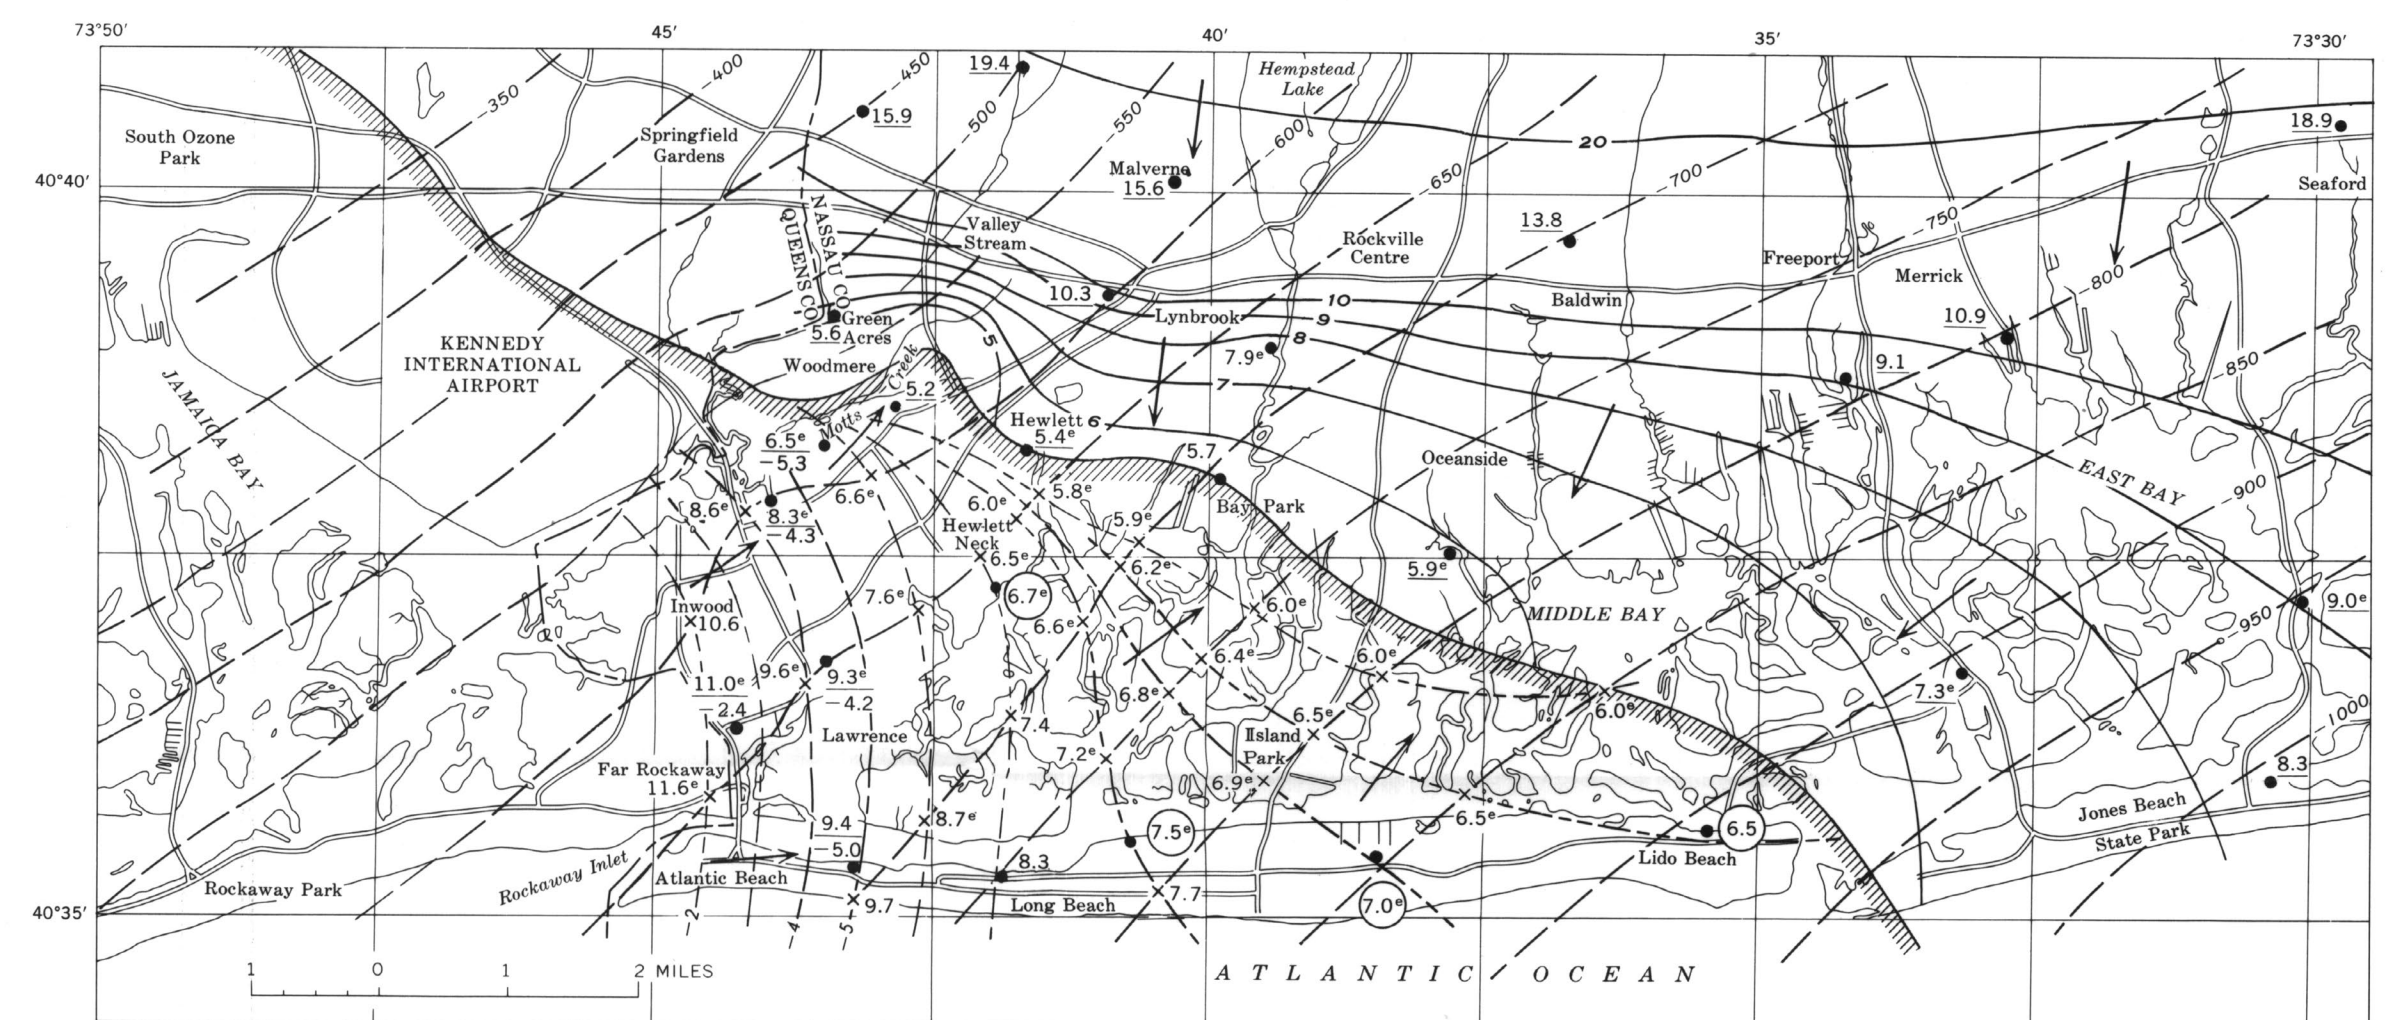 73°50′
45′
40′
35′
73°30′
19.4
Hempstead
Lake
-350
-400
-450
-500
-550
-600
-650
-700
-750
-800
-850
-900
-950
-1000
15.9
20
18.9
South Ozone
Park
Springfield
Gardens
Malverne
15.6
40°40′
Seaford
NASSAU CO
QUEENS CO
Valley
Stream
13.8
Rockville
Centre
Freeport
Merrick
10.3
10
9
8
7
6
5
Baldwin
Lynbrook
10.9
KENNEDY
INTERNATIONAL
AIRPORT
Green
Acres
5.6
Woodmere
7.9e
9.1
JAMAICA BAY
Motts Creek
5.2
Hewlett
5.4e
6.5e
-5.3
5.7
Oceanside
EAST BAY
6.6e
6.0e
5.8e
8.6e
8.3e
-4.3
Hewlett
Neck
5.9e
Bay Park
6.5e
6.2e
5.9e
Inwood
10.6
7.6e
6.7e
6.6e
6.0e
MIDDLE BAY
9.0e
9.6e
9.3e
-4.2
6.4e
6.0e
11.0e
-2.4
6.8e
7.3e
7.4
6.5e
6.0e
Lawrence
7.2e
Island
Park
6.9e
8.3
Far Rockaway
11.6e
8.7e
7.5e
6.5e
6.5
Jones Beach
State Park
9.4
-5.0
8.3
Lido Beach
Rockaway Inlet
Atlantic Beach
Rockaway Park
9.7
Long Beach
7.7
7.0e
40°35′
-2
-4
-5
1 0 1 2 MILES
ATLANTIC OCEAN